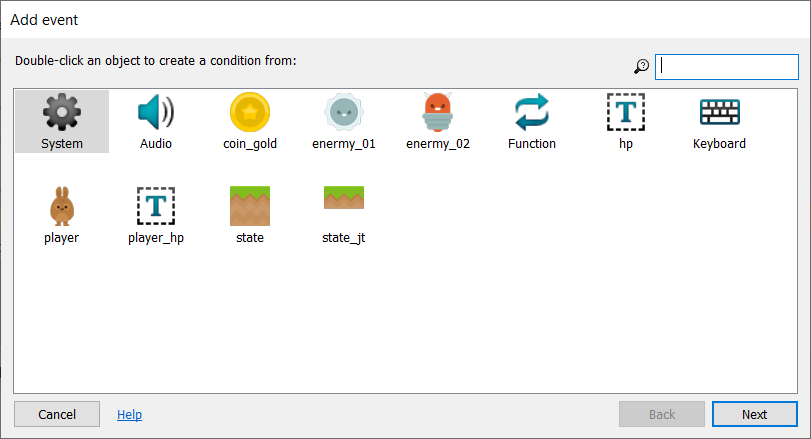 Add event
Double-click an object to create a condition from:
System Audio coin_gold enermy_01 enermy_02 Function hp Keyboard
player player_hp state state_jt
Cancel Help Back Next